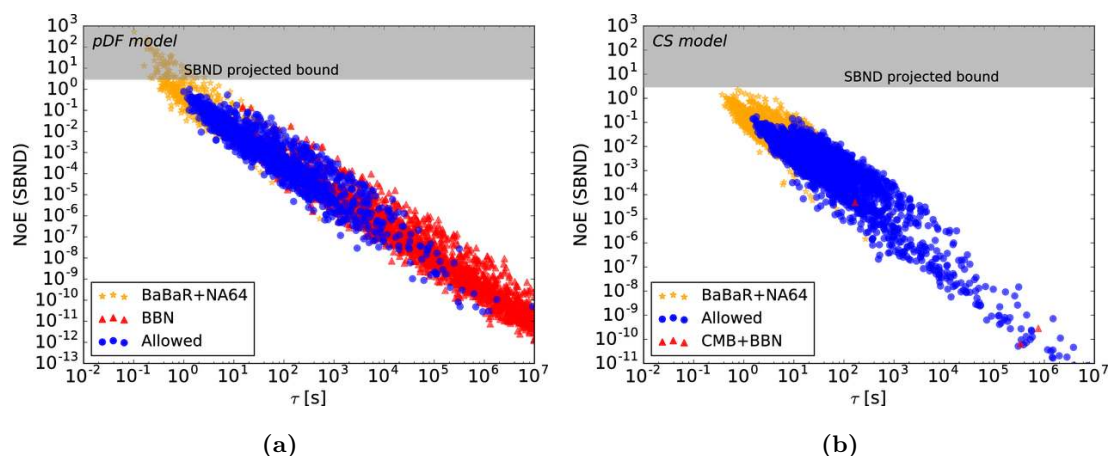 pDF model
SBND projected bound
NoE (SBND)
10^3
10^2
10^1
10^0
10^-1
10^-2
10^-3
10^-4
10^-5
10^-6
10^-7
10^-8
10^-9
10^-10
10^-11
10^-12
10^-13
BaBaR+NA64
BBN
Allowed
10^-2 10^-1 10^0 10^1 10^2 10^3 10^4 10^5 10^6 10^7
τ [s]
(a)
CS model
SBND projected bound
NoE (SBND)
10^3
10^2
10^1
10^0
10^-1
10^-2
10^-3
10^-4
10^-5
10^-6
10^-7
10^-8
10^-9
10^-10
10^-11
BaBaR+NA64
Allowed
CMB+BBN
10^-2 10^-1 10^0 10^1 10^2 10^3 10^4 10^5 10^6 10^7
τ [s]
(b)